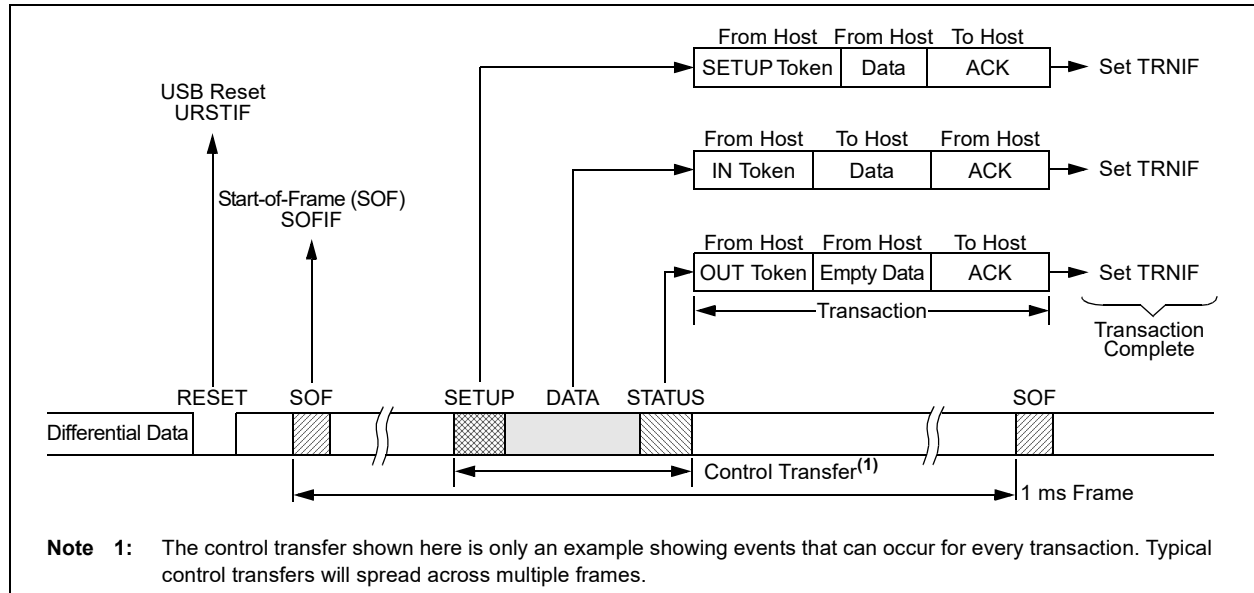 From Host From Host To Host
SETUP Token Data ACK Set TRNIF
USB Reset
URSTIF
From Host To Host From Host
IN Token Data ACK Set TRNIF
Start-of-Frame (SOF)
SOFIF
From Host From Host To Host
OUT Token Empty Data ACK Set TRNIF
Transaction
Transaction
Complete
RESET SOF SETUP DATA STATUS SOF
Differential Data
Control Transfer(1)
1 ms Frame
Note 1: The control transfer shown here is only an example showing events that can occur for every transaction. Typical
control transfers will spread across multiple frames.